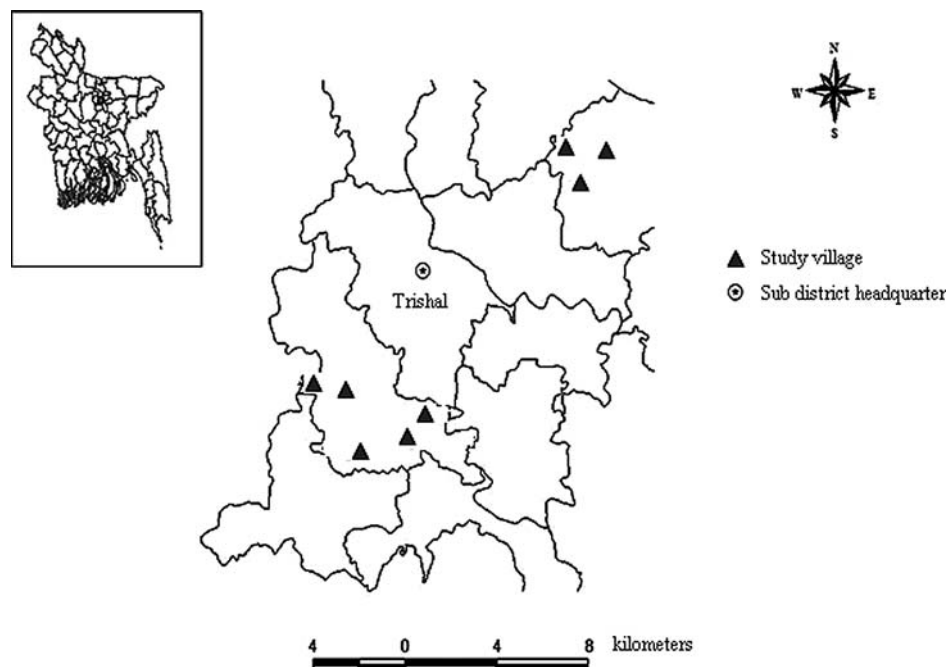 N
W E
S
Study village
Sub district headquarter
Trishal
4 0 4 8 kilometers